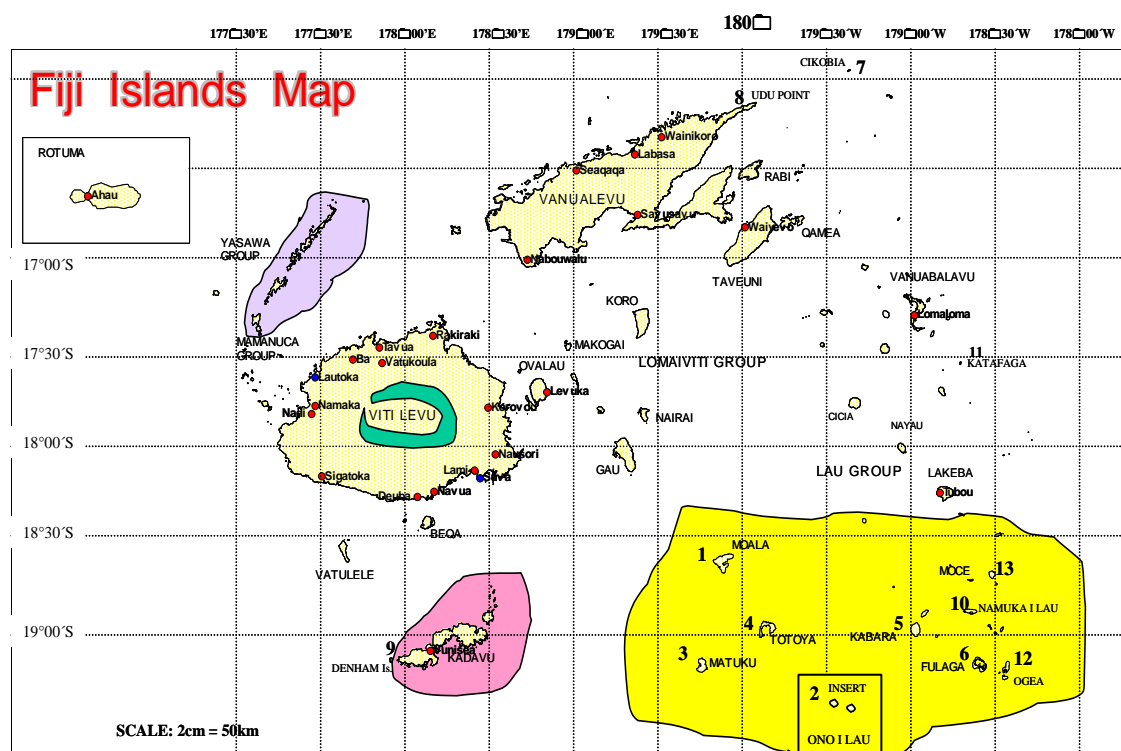 180□
177□30´E 177□30´E 178□00´E 178□30´E 179□00´E 179□30´E 179□30´E 179□00´E 178□30´E 178□00´E
Fiji Islands Map
CIKOBIA 7
8 UDU POINT
ROTUMA
Ahau
Wainikoro
Labasa
Seaqaqa
RABI
VANUALEVU
Savusavu
Waiyevo
QAMEA
YASAWA
GROUP
17°00´S
Nabouwalu
TAVEUNI
VANUABALAVU
KORO
Lomaloma
MAMANUCA
GROUP
Rakiraki
Tavua
MAKOGAI
17°30´S
Ba
Vatukoula
OVALAU
LOMAIVITI GROUP
11
KATAFAGA
Lautoka
Levuka
Namaka
Nadi
VITI LEVU
Korovou
NAIRAI
CICIA
NAYAU
18°00´S
Nausori
GAU
Lami
Suva
LAU GROUP
LAKEBA
Sigatoka
Deuba
Navua
Tubou
18°30´S
BEQA
VATULELE
1 MOALA
MOCE 13
10 NAMUKA I LAU
19°00´S
4 TOTOYA
KABARA 5
9
DENHAM Is.
Vunisea
KADAVU
3 MATUKU
FULAGA 6
12
OGEA
2 INSERT
ONO I LAU
SCALE: 2cm = 50km